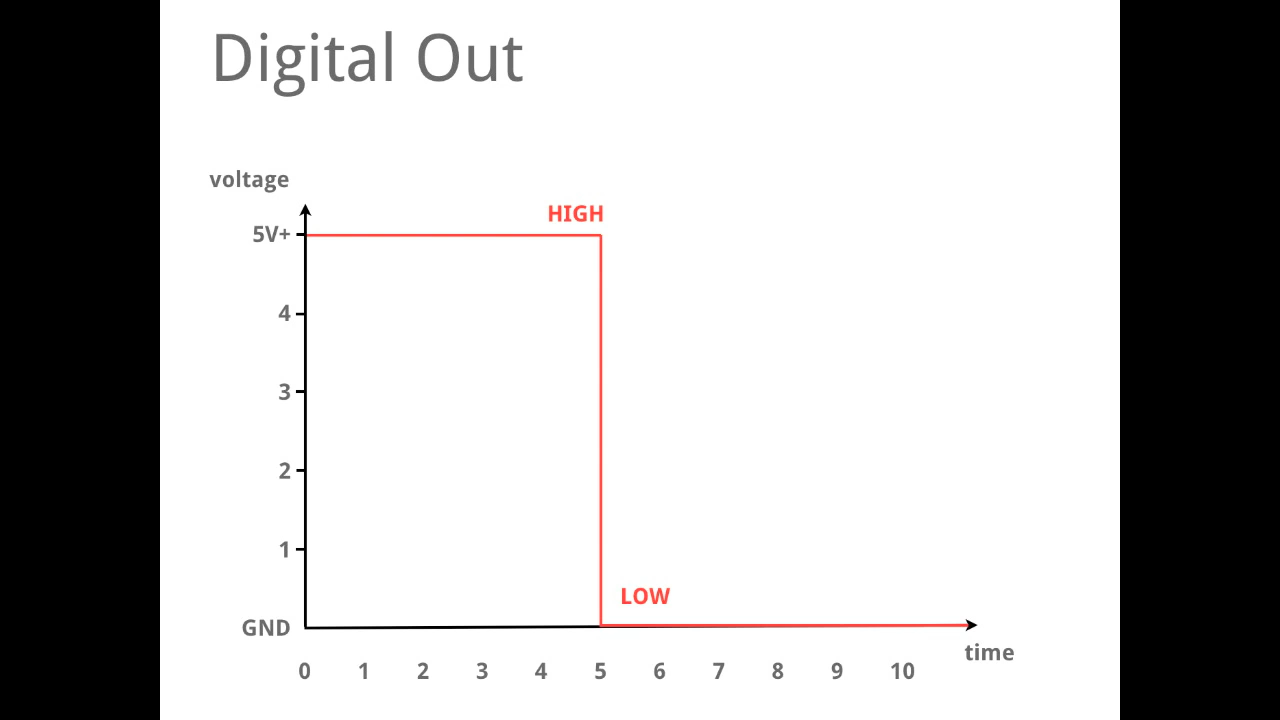 Digital Out
voltage
HIGH
5V+
4
3
2
1
LOW
GND
time
0 1 2 3 4 5 6 7 8 9 10